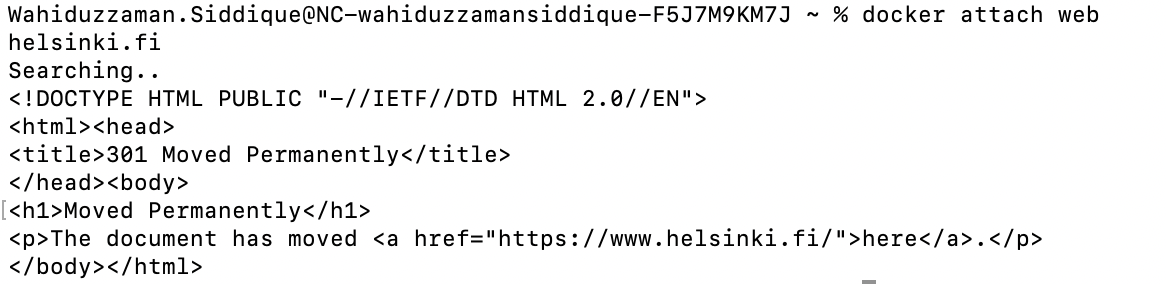 Wahiduzzaman.Siddique@NC-wahiduzzamansiddique-F5J7M9KM7J ~ % docker attach web
helsinki.fi
Searching..
<!DOCTYPE HTML PUBLIC "-//IETF//DTD HTML 2.0//EN">
<html><head>
<title>301 Moved Permanently</title>
</head><body>
<h1>Moved Permanently</h1>
<p>The document has moved <a href="https://www.helsinki.fi/">here</a>.</p>
</body></html>